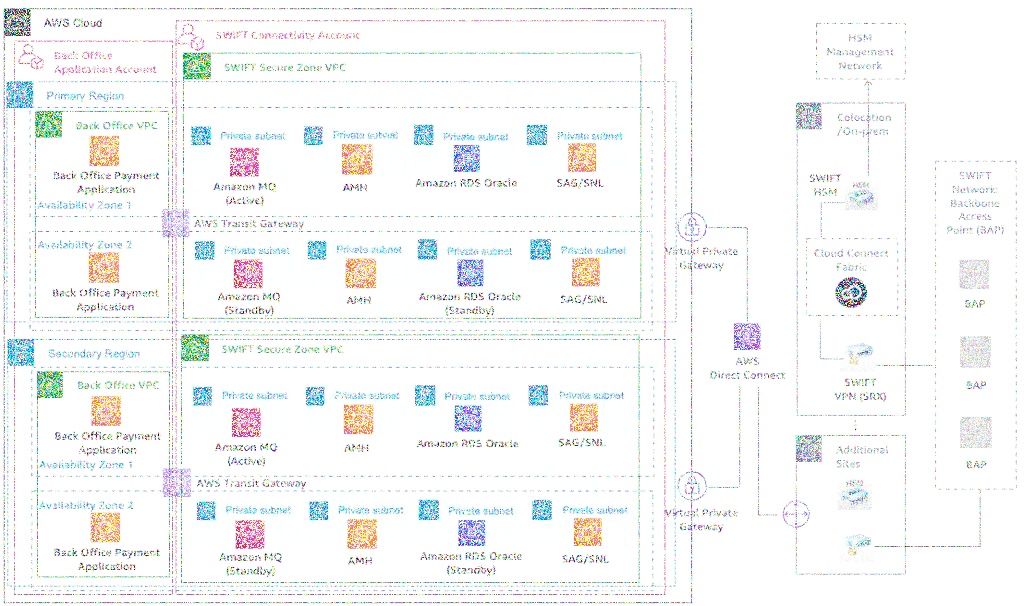 AWS Cloud
Back Office
Application Account
SWIFT Connectivity Account
SWIFT Secure Zone VPC
Primary Region
Back Office VPC
Back Office Payment
Application
Availability Zone 1
Private subnet
Amazon MQ
(Active)
Private subnet
AMH
Private subnet
Amazon RDS Oracle
Private subnet
SAG/SNL
AWS Transit Gateway
Availability Zone 2
Back Office Payment
Application
Private subnet
Amazon MQ
(Standby)
Private subnet
AMH
Private subnet
Amazon RDS Oracle
(Standby)
Private subnet
SAG/SNL
Secondary Region
SWIFT Secure Zone VPC
Back Office VPC
Back Office Payment
Application
Availability Zone 1
Private subnet
Amazon MQ
(Active)
Private subnet
AMH
Private subnet
Amazon RDS Oracle
Private subnet
SAG/SNL
AWS Transit Gateway
Availability Zone 2
Back Office Payment
Application
Private subnet
Amazon MQ
(Standby)
Private subnet
AMH
Private subnet
Amazon RDS Oracle
(Standby)
Private subnet
SAG/SNL
Virtual Private
Gateway
AWS
Direct Connect
Virtual Private
Gateway
HSM
Management
Network
Colocation
/On-prem
SWIFT
HSM
HSM
Cloud Connect
Fabric
SWIFT
VPN (SRX)
Additional
Sites
HSM
SWIFT
Network:
Backbone
Access
Point (BAP)
BAP
BAP
BAP